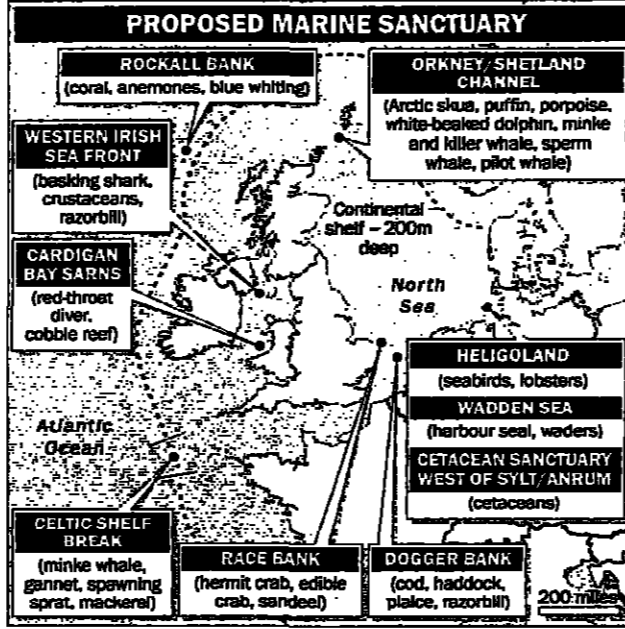 PROPOSED MARINE SANCTUARY
ROCKALL BANK
(coral, anemones, blue whiting)
ORKNEY/SHETLAND
CHANNEL
(Arctic skua, puffin, porpoise,
white-beaked dolphin, minke
and killer whale, sperm
whale, pilot whale)
WESTERN IRISH
SEA FRONT
(basking shark,
crustaceans,
razorbill)
Continental
shelf – 200m
deep
CARDIGAN
BAY SARNS
(red-throat
diver,
cobble reef)
North
Sea
HELIGOLAND
(seabirds, lobsters)
WADDEN SEA
(harbour seal, waders)
CETACEAN SANCTUARY
WEST OF SYLT/ANRUM
(cetaceans)
Atlantic
Ocean
CELTIC SHELF
BREAK
(minke whale,
gannet, spawning
sprat, mackerel)
RACE BANK
(hermit crab, edible
crab, sandeel)
DOGGER BANK
(cod, haddock,
plaice, razorbill)
200 miles